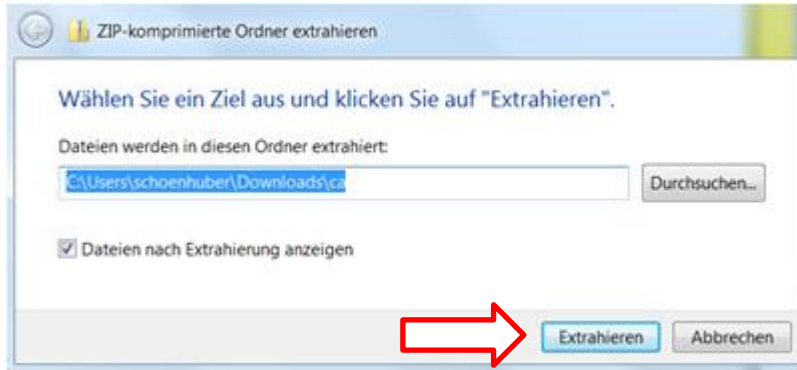 ZIP-komprimierte Ordner extrahieren
Wählen Sie ein Ziel aus und klicken Sie auf "Extrahieren".
Dateien werden in diesen Ordner extrahiert:
C:\Users\schoenhuber\Downloads\ca
Durchsuchen...
Dateien nach Extrahierung anzeigen
Extrahieren
Abbrechen